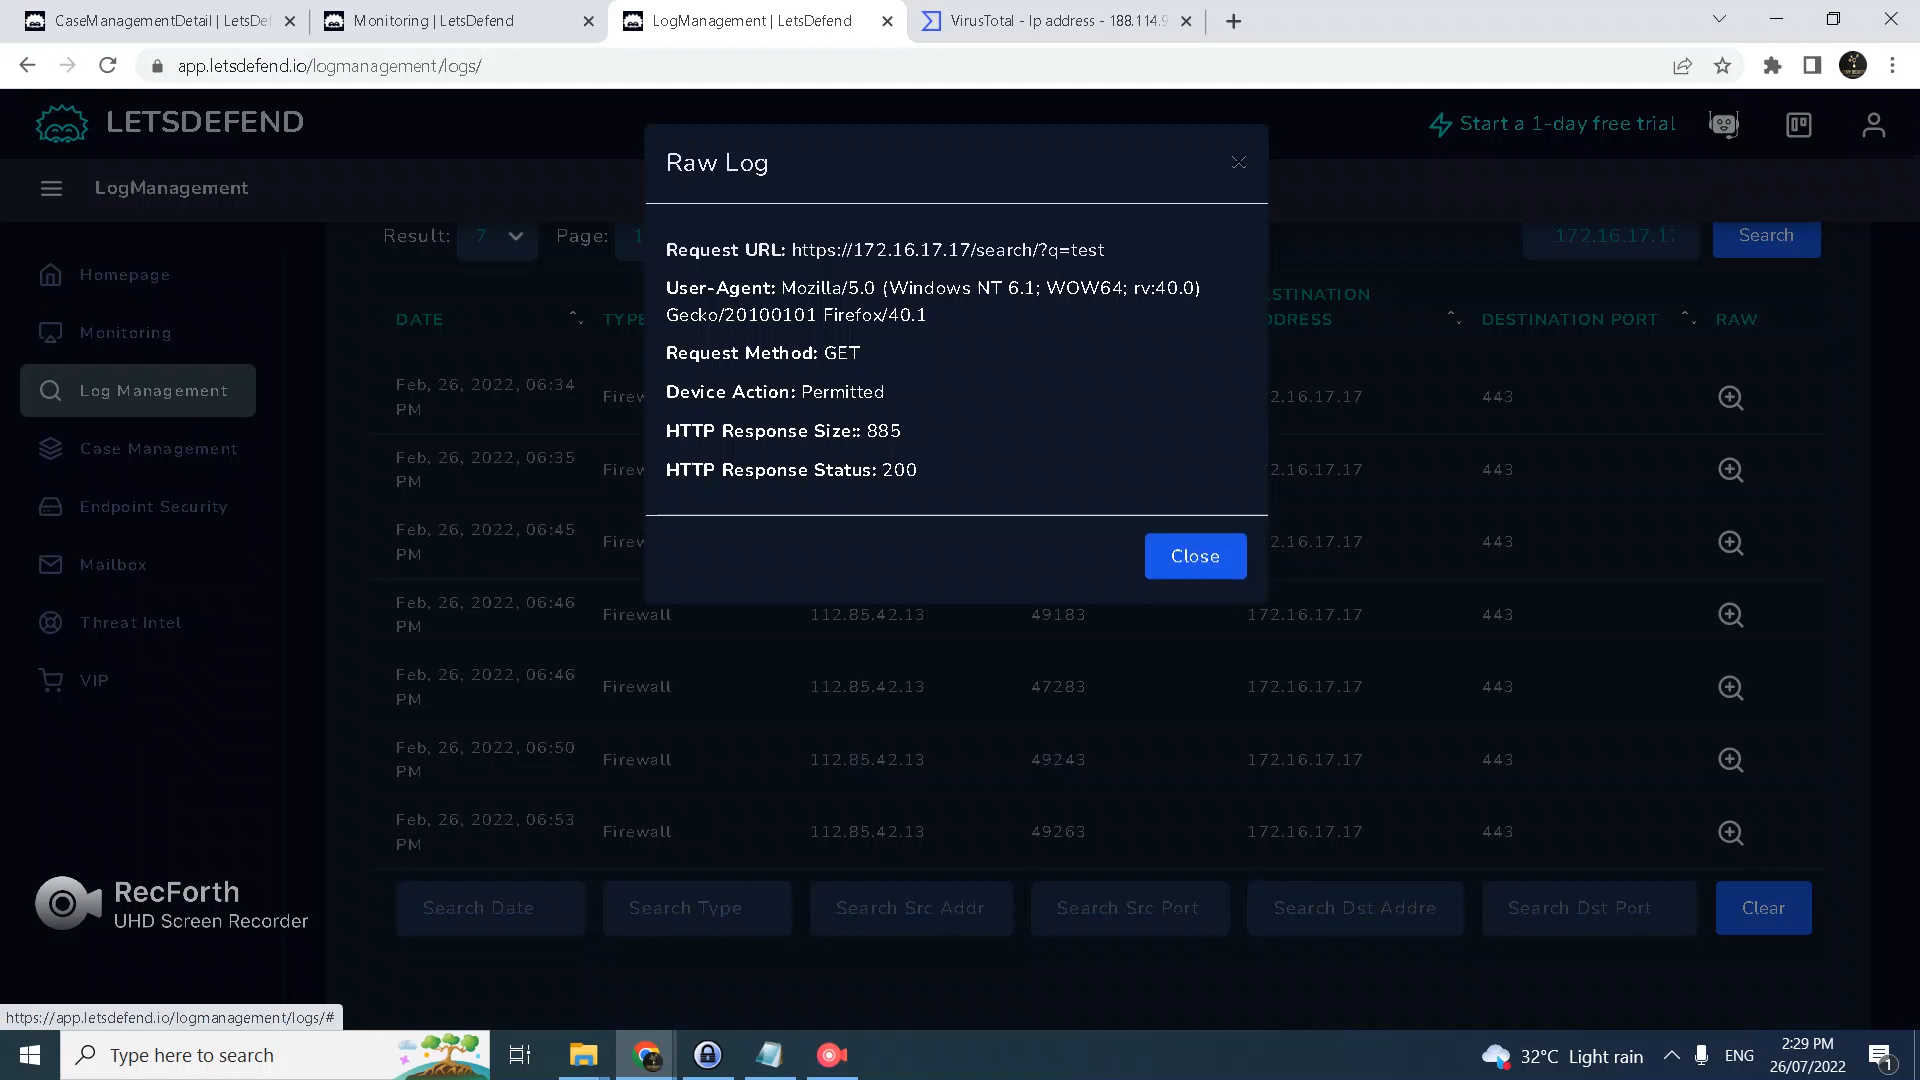 CaseManagementDetail | LetsDef
Monitoring | LetsDefend
LogManagement | LetsDefend
VirusTotal - Ip address - 188.114.9
app.letsdefend.io/logmanagement/logs/
LETSDEFEND
Start a 1-day free trial
LogManagement
Homepage
Monitoring
Log Management
Case Management
Endpoint Security
Mailbox
Threat Intel
VIP
Raw Log
Request URL: https://172.16.17.17/search/?q=test
User-Agent: Mozilla/5.0 (Windows NT 6.1; WOW64; rv:40.0)
Gecko/20100101 Firefox/40.1
Request Method: GET
Device Action: Permitted
HTTP Response Size:: 885
HTTP Response Status: 200
Close
Result: 7 Page: 1 172.16.17.17 Search
DATE TYPE DESTINATION PORT RAW
Feb, 26, 2022, 06:34
PM
443
Feb, 26, 2022, 06:35
PM
443
Feb, 26, 2022, 06:45
PM
443
Feb, 26, 2022, 06:46
PM
Firewall 112.85.42.13 49183 172.16.17.17 443
Feb, 26, 2022, 06:46
PM
Firewall 112.85.42.13 47283 172.16.17.17 443
Feb, 26, 2022, 06:50
PM
Firewall 112.85.42.13 49243 172.16.17.17 443
Feb, 26, 2022, 06:53
PM
Firewall 112.85.42.13 49263 172.16.17.17 443
Search Date Search Type Search Src Addr Search Src Port Search Dst Addre Search Dst Port Clear
RecForth
UHD Screen Recorder
https://app.letsdefend.io/logmanagement/logs/#
Type here to search
32°C Light rain
ENG
2:29 PM
26/07/2022
1